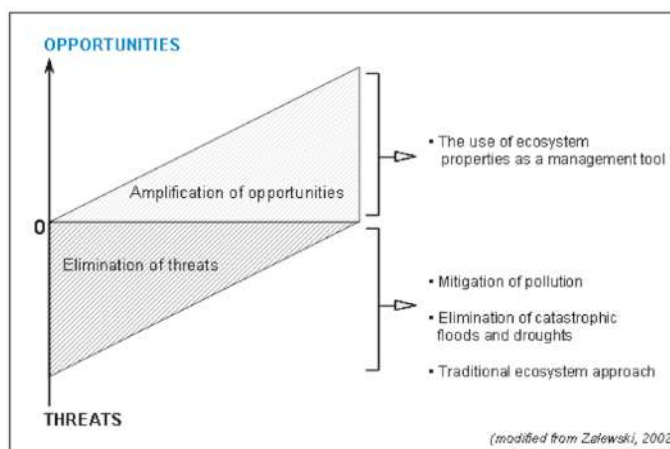 OPPORTUNITIES
Amplification of opportunities
0
Elimination of threats
THREATS
▪ The use of ecosystem
properties as a management tool
▪ Mitigation of pollution
▪ Elimination of catastrophic
floods and droughts
▪ Traditional ecosystem approach
(modified from Zalewski, 2002